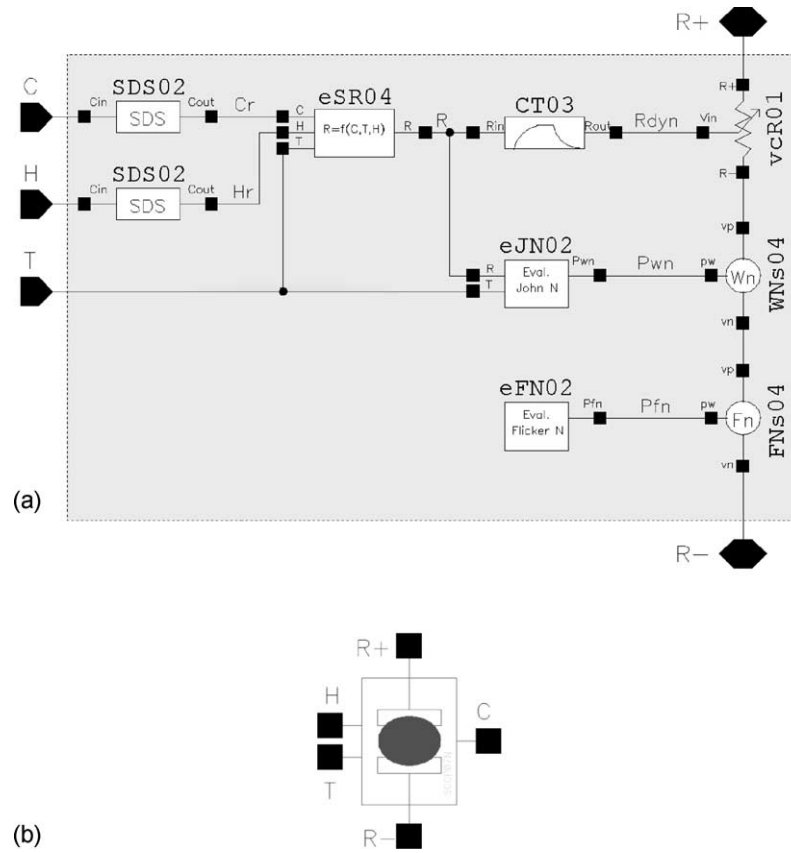 R+
C
SDS02
Cin
SDS
Cout
Cr
eSR04
C
H
T
R=f(C,T,H)
R
R
CT03
Rin
Rout
Rdyn
Vin
R+
R-
vcR01
H
SDS02
Cin
SDS
Cout
Hr
T
eJN02
R
T
Eval.
John N
Pwn
Pwn
pw
vp
Wn
vn
WNs04
eFN02
Eval.
Flicker N
Pfn
Pfn
pw
vp
Fn
vn
FNs04
(a)
R-
R+
H
C
T
R-
(b)